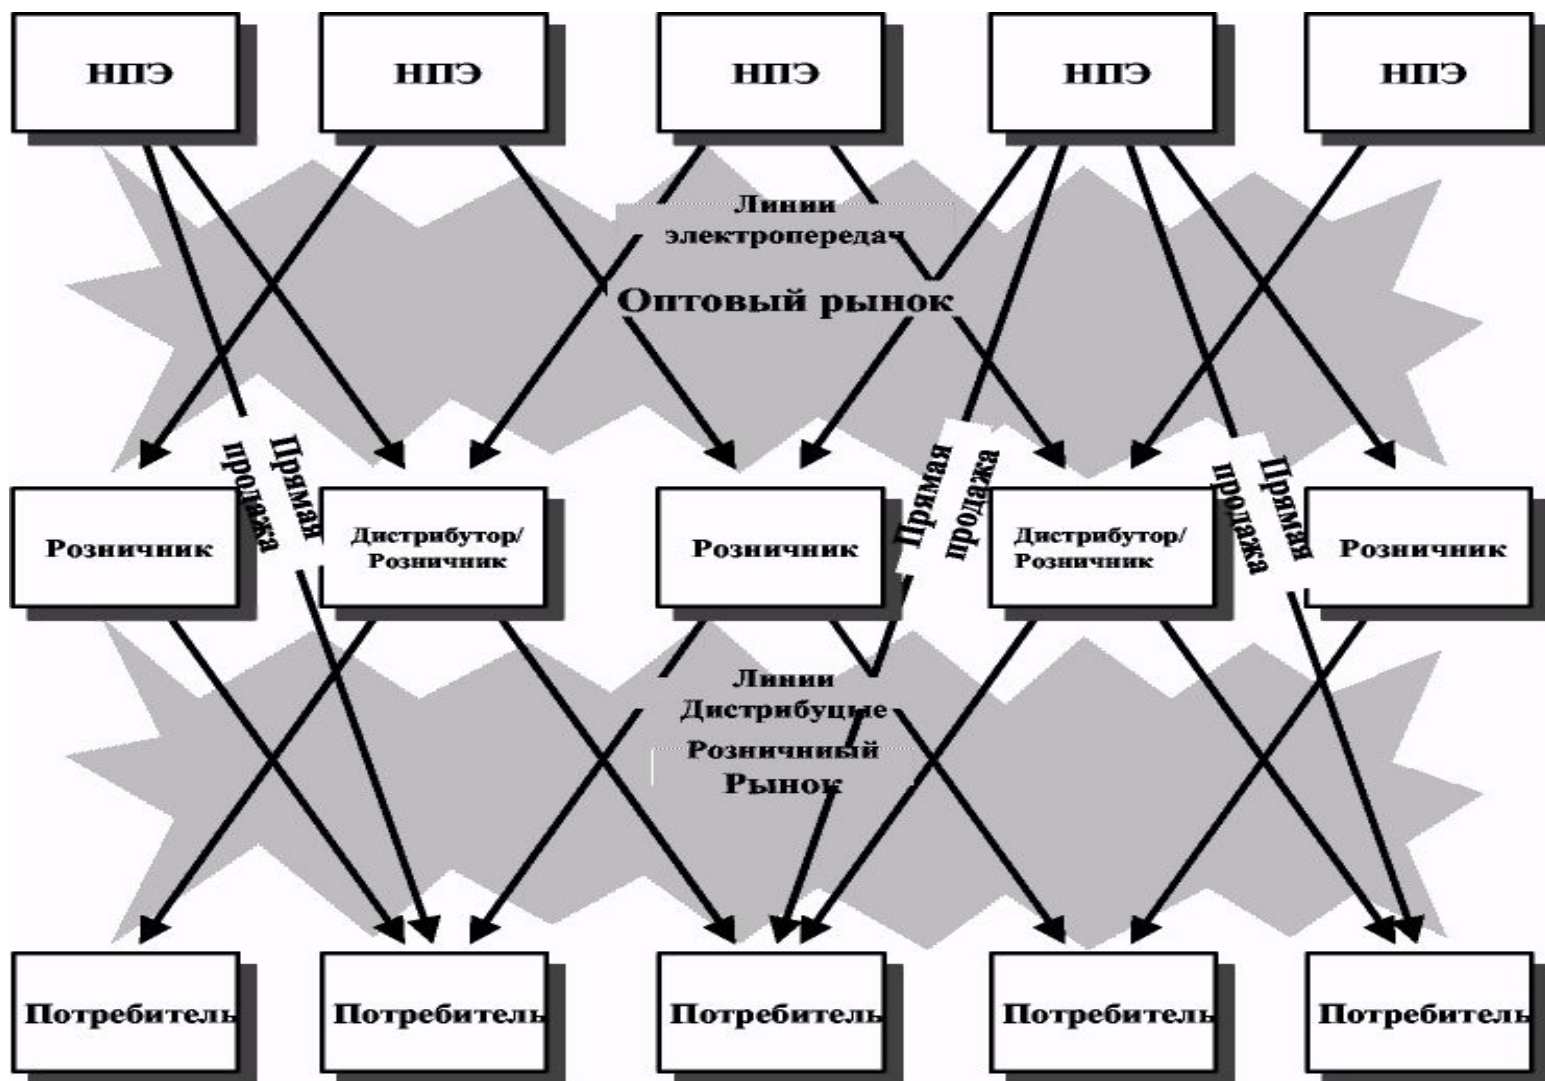 НПЭ
НПЭ
НПЭ
НПЭ
НПЭ
Линии
электропередач
Оптовый рынок
Прямая
продажа
Прямая
продажа
Прямая
продажа
Розничник
Дистрибутор/
Розничник
Розничник
Дистрибутор/
Розничник
Розничник
Линии
Дистрибуцые
Розничниый
Рынок
Потребитель
Потребитель
Потребитель
Потребитель
Потребитель